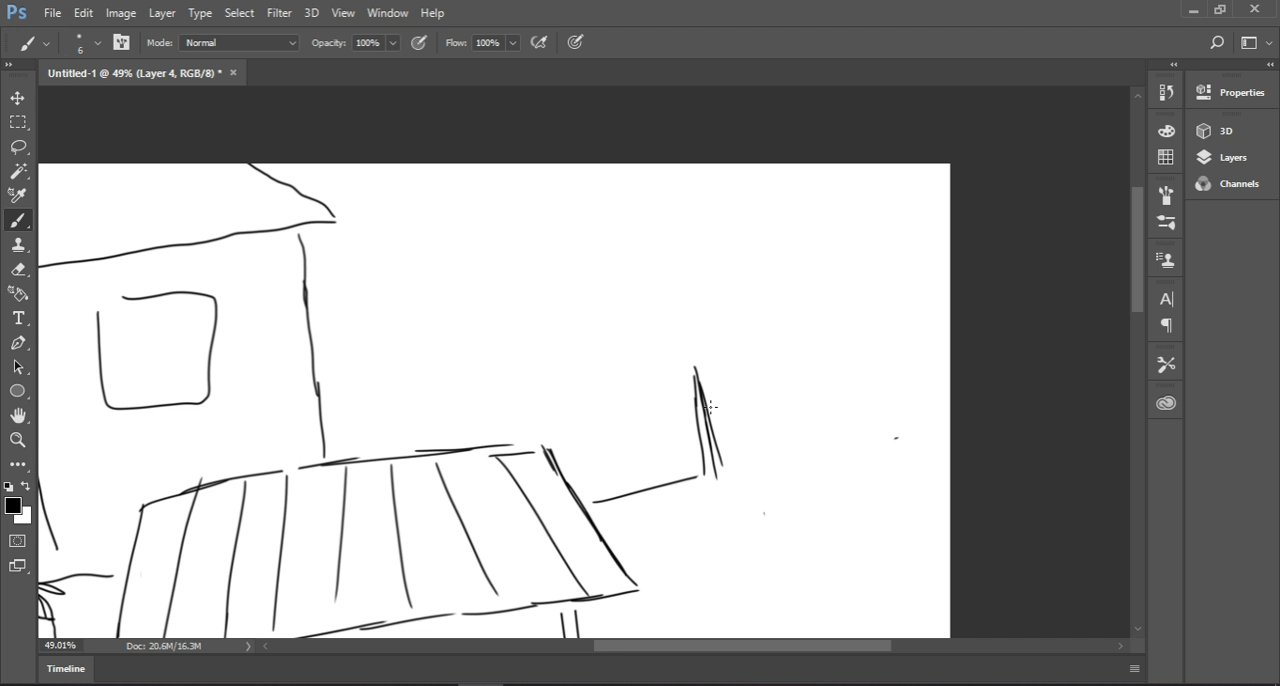 Ps File Edit Image Layer Type Select Filter 3D View Window Help
6 Mode: Normal Opacity: 100% Flow: 100%
Untitled-1 @ 49% (Layer 4, RGB/8) * ×
Properties
3D
Layers
Channels
49.01% Doc: 20.6M/16.3M
Timeline